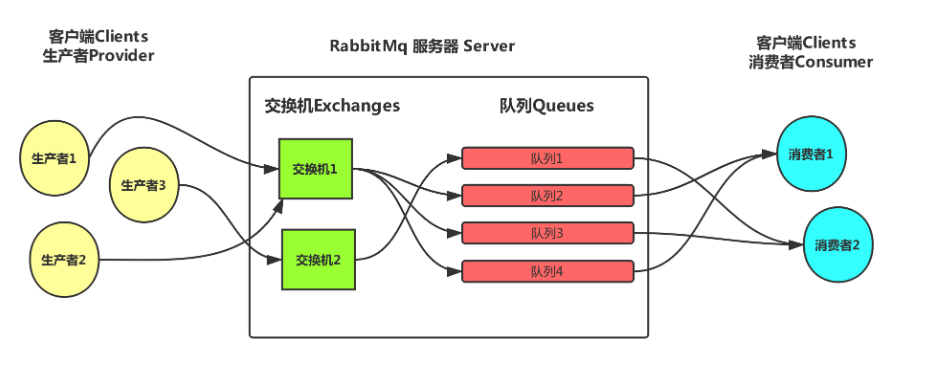 客户端Clients
生产者Provider
RabbitMq 服务器 Server
客户端Clients
消费者Consumer
交换机Exchanges
队列Queues
生产者1
生产者3
生产者2
交换机1
交换机2
队列1
队列2
队列3
队列4
消费者1
消费者2